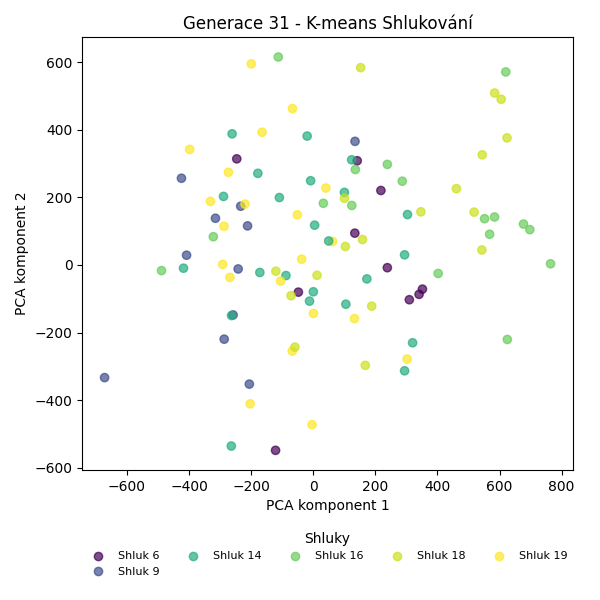 Generace 31 - K-means Shlukování
600
400
200
0
−200
−400
−600
PCA komponent 2
−600 −400 −200 0 200 400 600 800
PCA komponent 1
Shluky
Shluk 6 Shluk 14 Shluk 16 Shluk 18 Shluk 19
Shluk 9